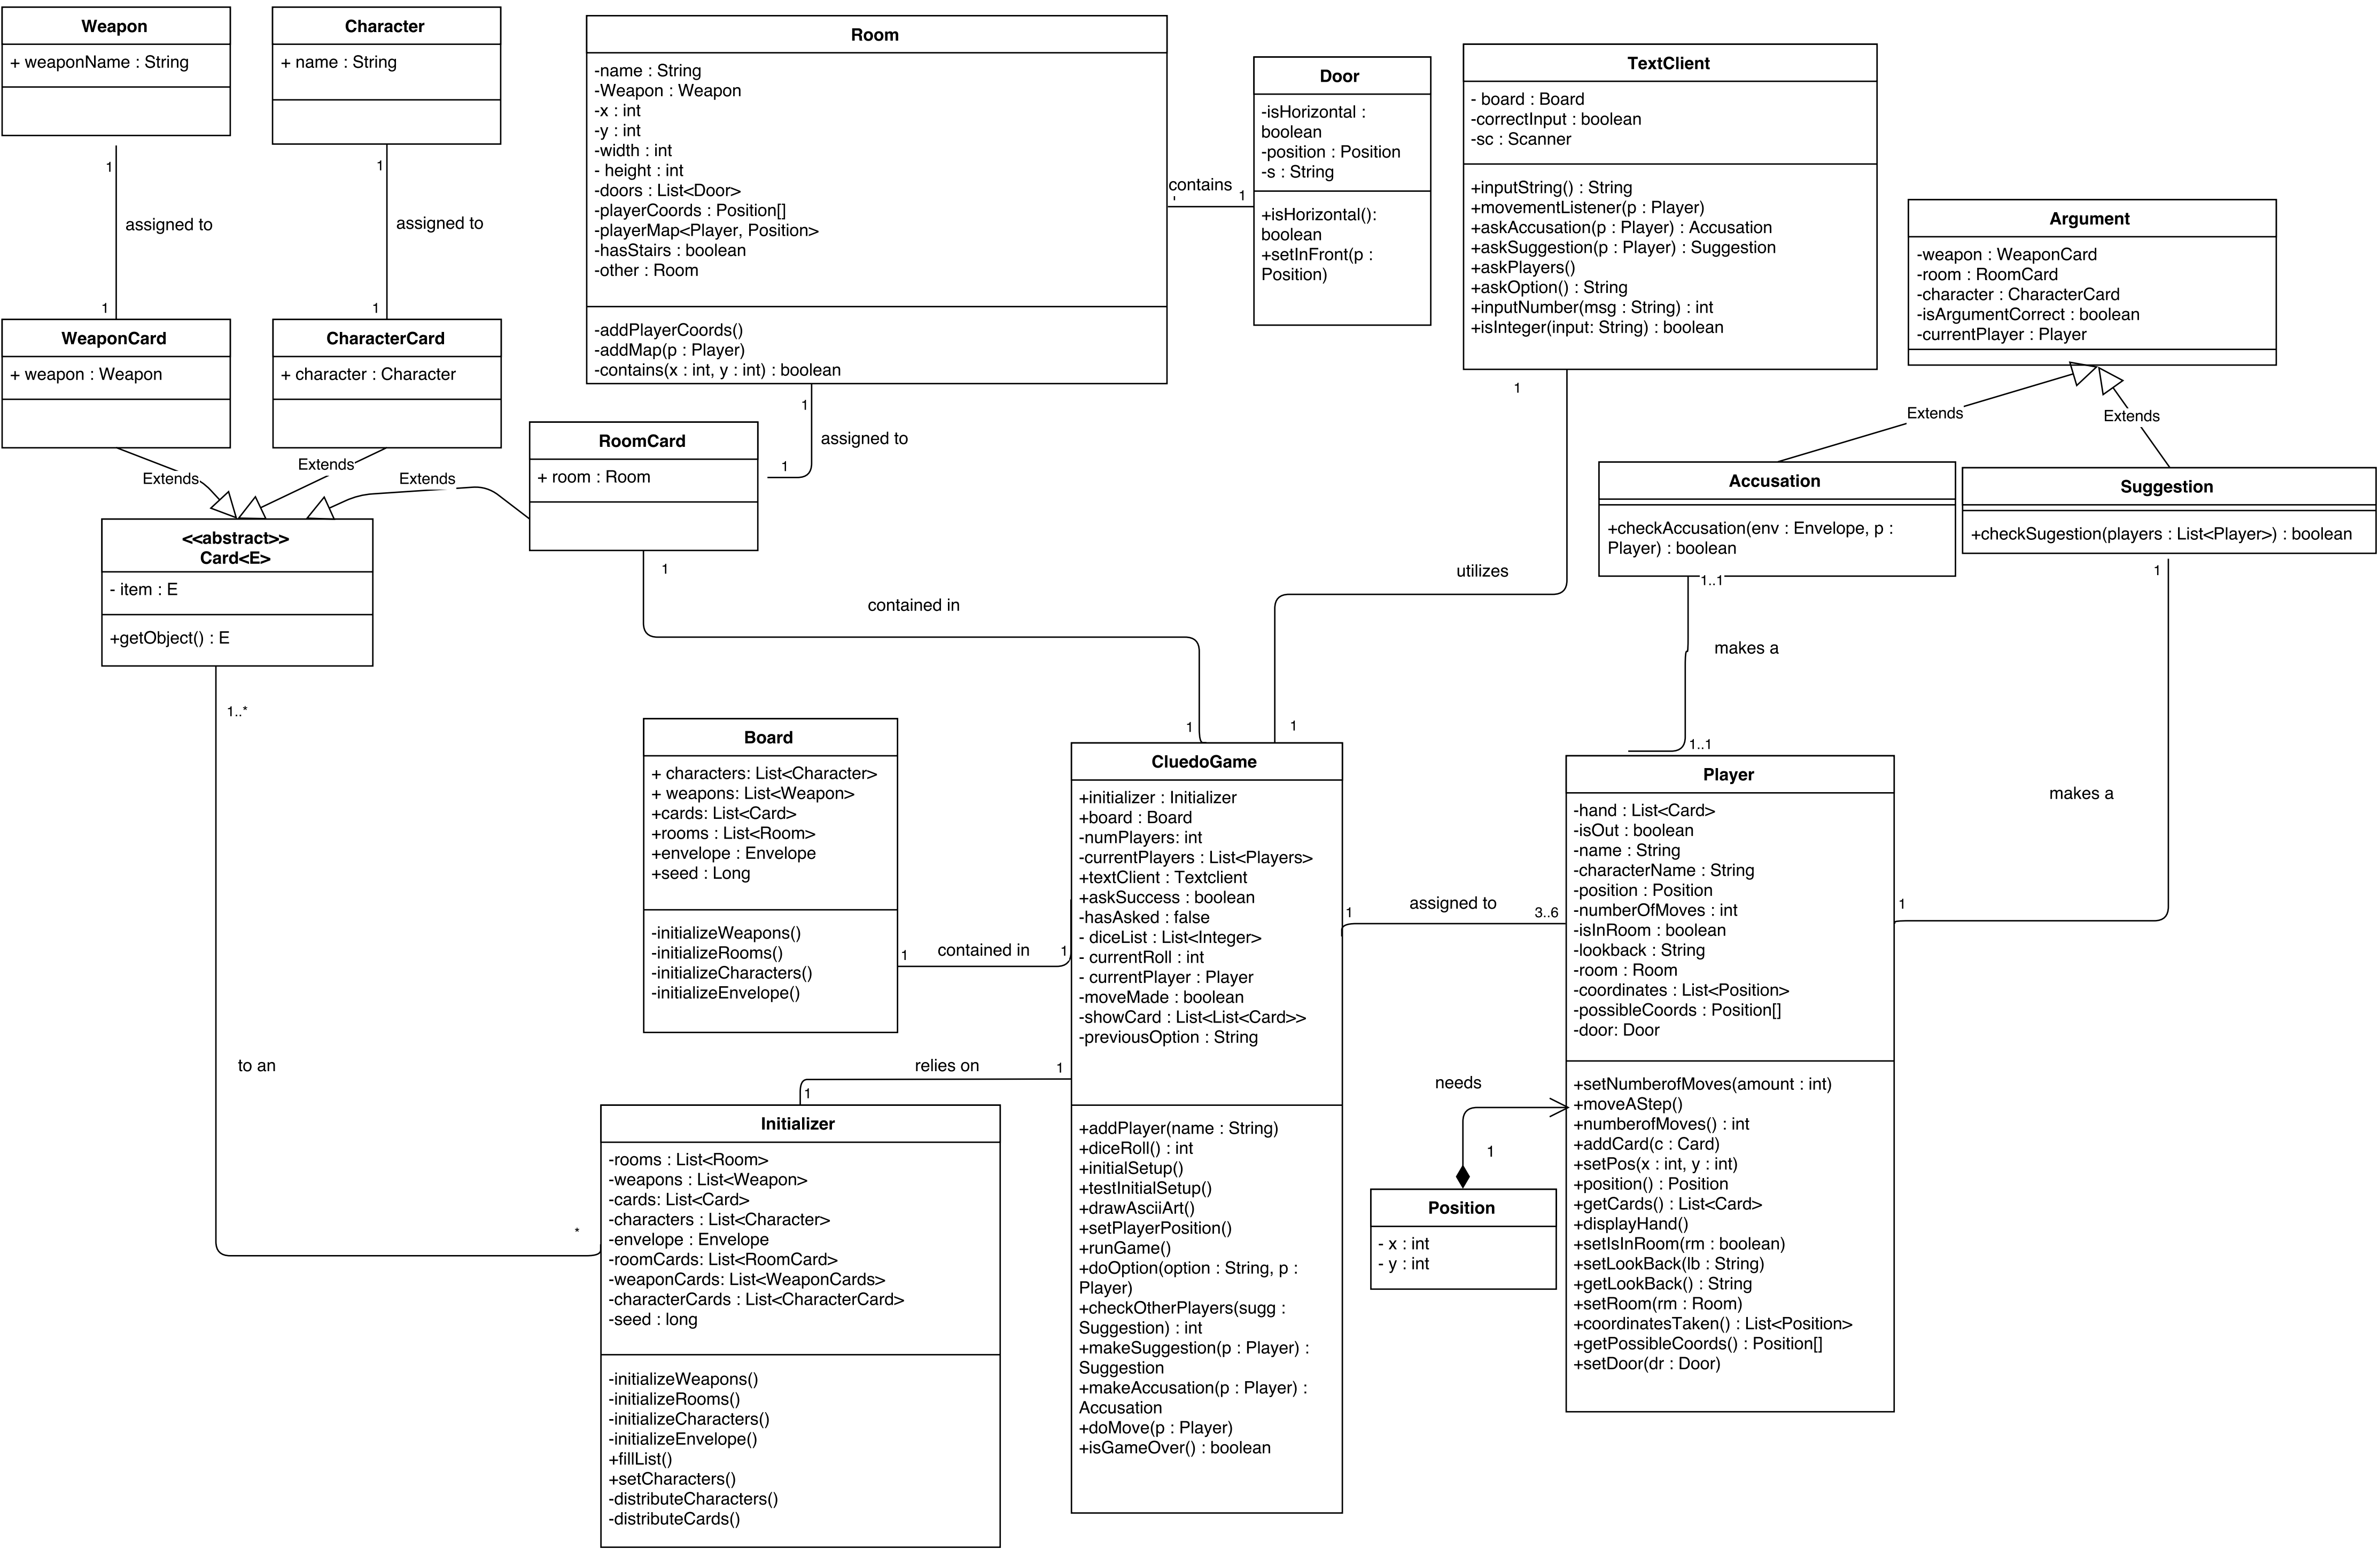 Weapon
+ weaponName : String
Character
+ name : String
1
assigned to
1
1
assigned to
1
WeaponCard
+ weapon : Weapon
CharacterCard
+ character : Character
Extends
Extends
Extends
<<abstract>>
Card<E>
- item : E
+getObject() : E
Room
-name : String
-Weapon : Weapon
-x : int
-y : int
-width : int
- height : int
-doors : List<Door>
-playerCoords : Position[]
-playerMap<Player, Position>
-hasStairs : boolean
-other : Room
-addPlayerCoords()
-addMap(p : Player)
-contains(x : int, y : int) : boolean
contains
1
Door
-isHorizontal :
boolean
-position : Position
-s : String
+isHorizontal():
boolean
+setInFront(p :
Position)
TextClient
- board : Board
-correctInput : boolean
-sc : Scanner
+inputString() : String
+movementListener(p : Player)
+askAccusation(p : Player) : Accusation
+askSuggestion(p : Player) : Suggestion
+askPlayers()
+askOption() : String
+inputNumber(msg : String) : int
+isInteger(input: String) : boolean
Argument
-weapon : WeaponCard
-room : RoomCard
-character : CharacterCard
-isArgumentCorrect : boolean
-currentPlayer : Player
Extends
Extends
Accusation
+checkAccusation(env : Envelope, p :
Player) : boolean
Suggestion
+checkSugestion(players : List<Player>) : boolean
1
assigned to
1
RoomCard
+ room : Room
1
contained in
1
1
utilizes
1
1..1
makes a
1..1
1
makes a
1
1..*
to an
*
Board
+ characters: List<Character>
+ weapons: List<Weapon>
+cards: List<Card>
+rooms : List<Room>
+envelope : Envelope
+seed : Long
-initializeWeapons()
-initializeRooms()
-initializeCharacters()
-initializeEnvelope()
1
contained in
1
relies on
1
1
CluedoGame
+initializer : Initializer
+board : Board
-numPlayers: int
-currentPlayers : List<Players>
+textClient : Textclient
+askSuccess : boolean
-hasAsked : false
- diceList : List<Integer>
- currentRoll : int
- currentPlayer : Player
-moveMade : boolean
-showCard : List<List<Card>>
-previousOption : String
+addPlayer(name : String)
+diceRoll() : int
+initialSetup()
+testInitialSetup()
+drawAsciiArt()
+setPlayerPosition()
+runGame()
+doOption(option : String, p :
Player)
+checkOtherPlayers(sugg :
Suggestion) : int
+makeSuggestion(p : Player) :
Suggestion
+makeAccusation(p : Player) :
Accusation
+doMove(p : Player)
+isGameOver() : boolean
1
assigned to
3..6
Player
-hand : List<Card>
-isOut : boolean
-name : String
-characterName : String
-position : Position
-numberOfMoves : int
-isInRoom : boolean
-lookback : String
-room : Room
-coordinates : List<Position>
-possibleCoords : Position[]
-door: Door
+setNumberofMoves(amount : int)
+moveAStep()
+numberofMoves() : int
+addCard(c : Card)
+setPos(x : int, y : int)
+position() : Position
+getCards() : List<Card>
+displayHand()
+setIsInRoom(rm : boolean)
+setLookBack(lb : String)
+getLookBack() : String
+setRoom(rm : Room)
+coordinatesTaken() : List<Position>
+getPossibleCoords() : Position[]
+setDoor(dr : Door)
needs
1
Position
- x : int
- y : int
Initializer
-rooms : List<Room>
-weapons : List<Weapon>
-cards: List<Card>
-characters : List<Character>
-envelope : Envelope
-roomCards: List<RoomCard>
-weaponCards: List<WeaponCards>
-characterCards : List<CharacterCard>
-seed : long
-initializeWeapons()
-initializeRooms()
-initializeCharacters()
-initializeEnvelope()
+fillList()
+setCharacters()
-distributeCharacters()
-distributeCards()